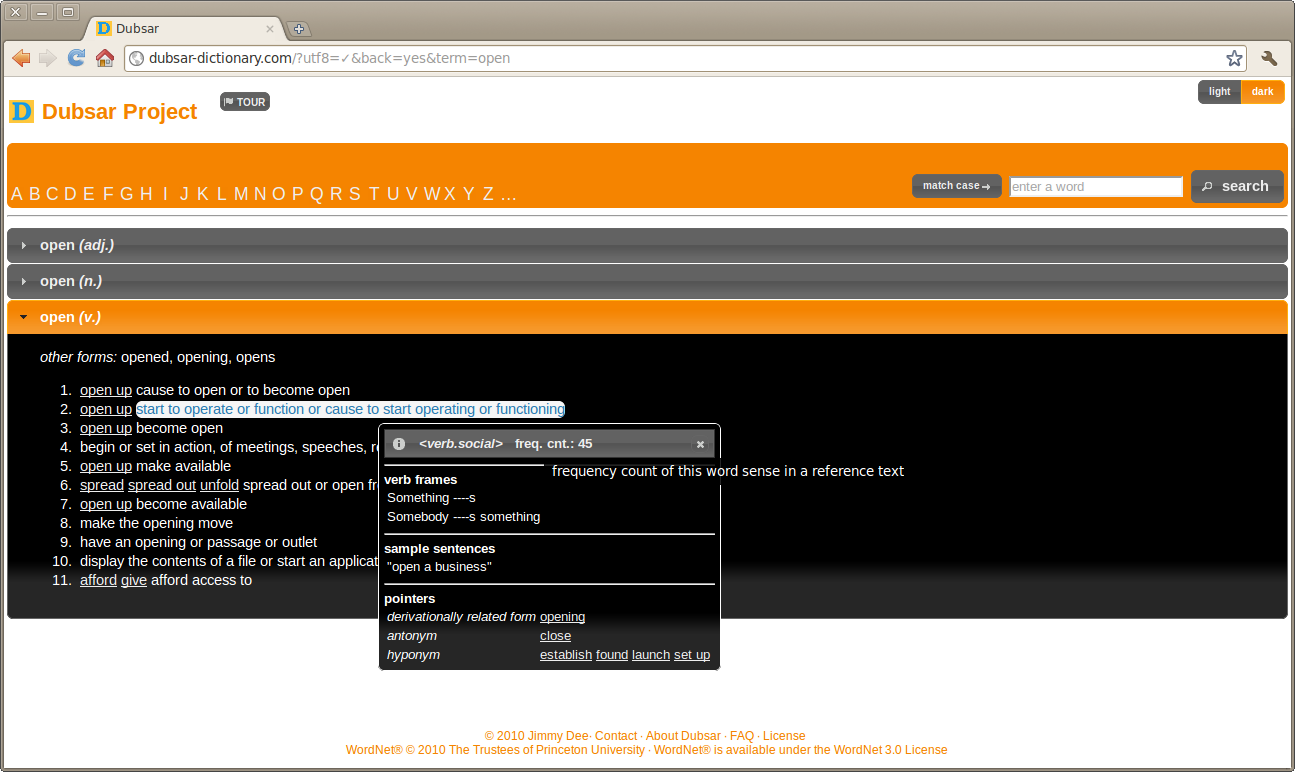 Dubsar
dubsar-dictionary.com/?utf8=✓&back=yes&term=open
light dark
D Dubsar Project TOUR
A B C D E F G H I J K L M N O P Q R S T U V W X Y Z ...
match case→ enter a word search
open (adj.)
open (n.)
open (v.)
other forms: opened, opening, opens
1. open up cause to open or to become open
2. open up start to operate or function or cause to start operating or functioning
3. open up become open
4. begin or set in action, of meetings, speeches,
5. open up make available
6. spread spread out unfold spread out or open
7. open up become available
8. make the opening move
9. have an opening or passage or outlet
10. display the contents of a file or start an
11. afford give afford access to
<verb.social> freq. cnt.: 45
frequency count of this word sense in a reference text
verb frames
Something ----s
Somebody ----s something
sample sentences
"open a business"
pointers
derivationally related form opening
antonym close
hyponym establish found launch set up
© 2010 Jimmy Dee· Contact · About Dubsar · FAQ · License
WordNet® © 2010 The Trustees of Princeton University · WordNet® is available under the WordNet 3.0 License